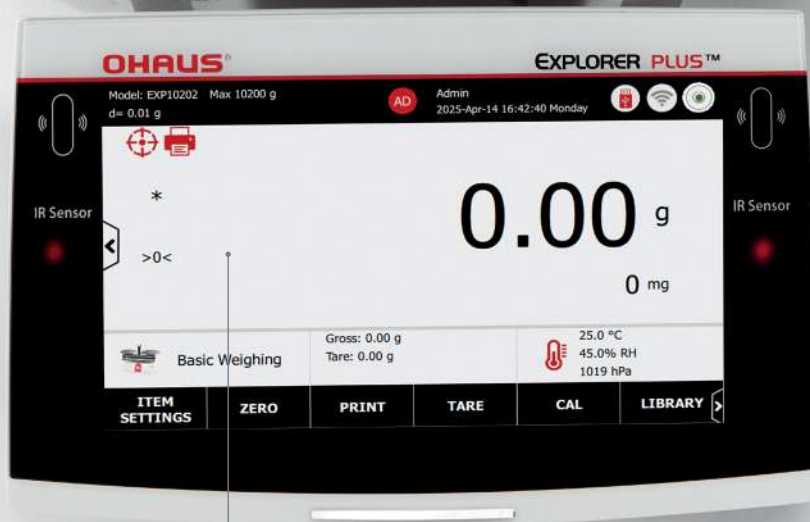 OHAUS®
EXPLORER PLUS™
Model: EXP10202 Max 10200 g
d= 0.01 g
AD
Admin
2025-Apr-14 16:42:40 Monday
IR Sensor
IR Sensor
*
>0<
0.00 g
0 mg
Basic Weighing
Gross: 0.00 g
Tare: 0.00 g
25.0 °C
45.0% RH
1019 hPa
ITEM
SETTINGS
ZERO
PRINT
TARE
CAL
LIBRARY